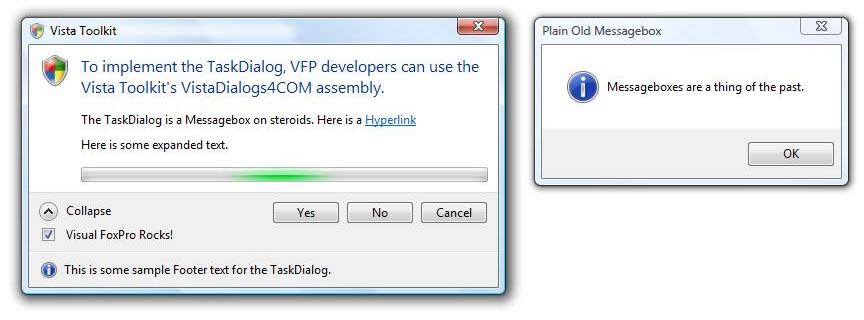 Vista Toolkit
To implement the TaskDialog, VFP developers can use the
Vista Toolkit's VistaDialogs4COM assembly.
The TaskDialog is a Messagebox on steroids. Here is a Hyperlink
Here is some expanded text.
Collapse
Yes
No
Cancel
Visual FoxPro Rocks!
This is some sample Footer text for the TaskDialog.
Plain Old Messagebox
Messageboxes are a thing of the past.
OK